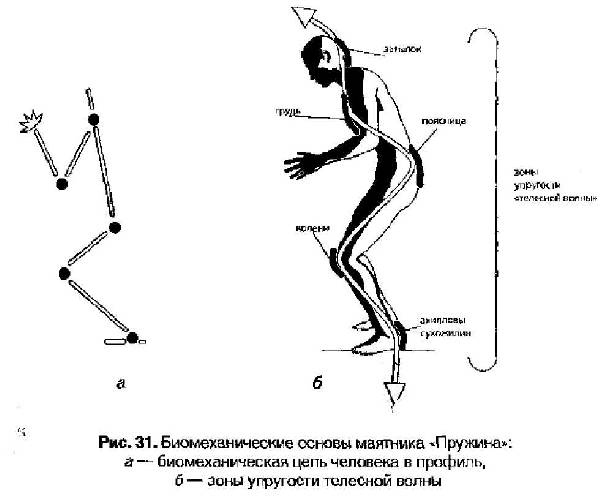 затылок
грудь
поясница
зоны
упругости
«телесной волны»
колени
ахилловы
сухожилия
а
б
Рис. 31. Биомеханические основы маятника «Пружина»:
а — биомеханическая цепь человека в профиль,
б — зоны упругости телесной волны